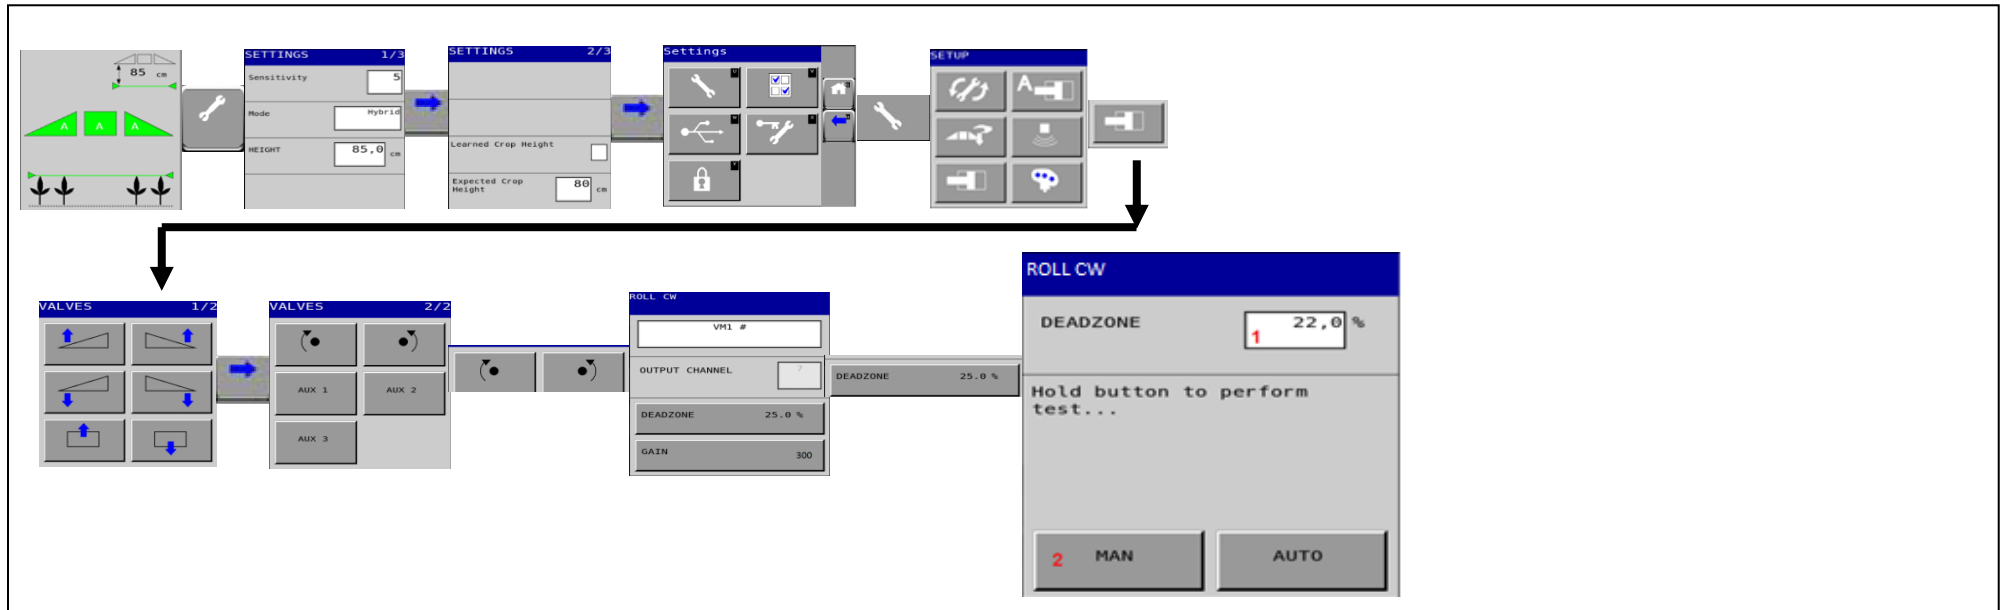 85 cm
A A A
SETTINGS 1/3
Sensitivity 5
Mode Hybrid
HEIGHT 85,0 cm
SETTINGS 2/3
Learned Crop Height
Expected Crop
Height 80 cm
Settings
SETUP
A
VALVES 1/2
VALVES 2/2
AUX 1 AUX 2
AUX 3
ROLL CW
VM1 #
OUTPUT CHANNEL 7
DEADZONE 25.0 %
GAIN 300
DEADZONE 25.0 %
ROLL CW
DEADZONE 1 22,0 %
Hold button to perform
test...
2 MAN AUTO